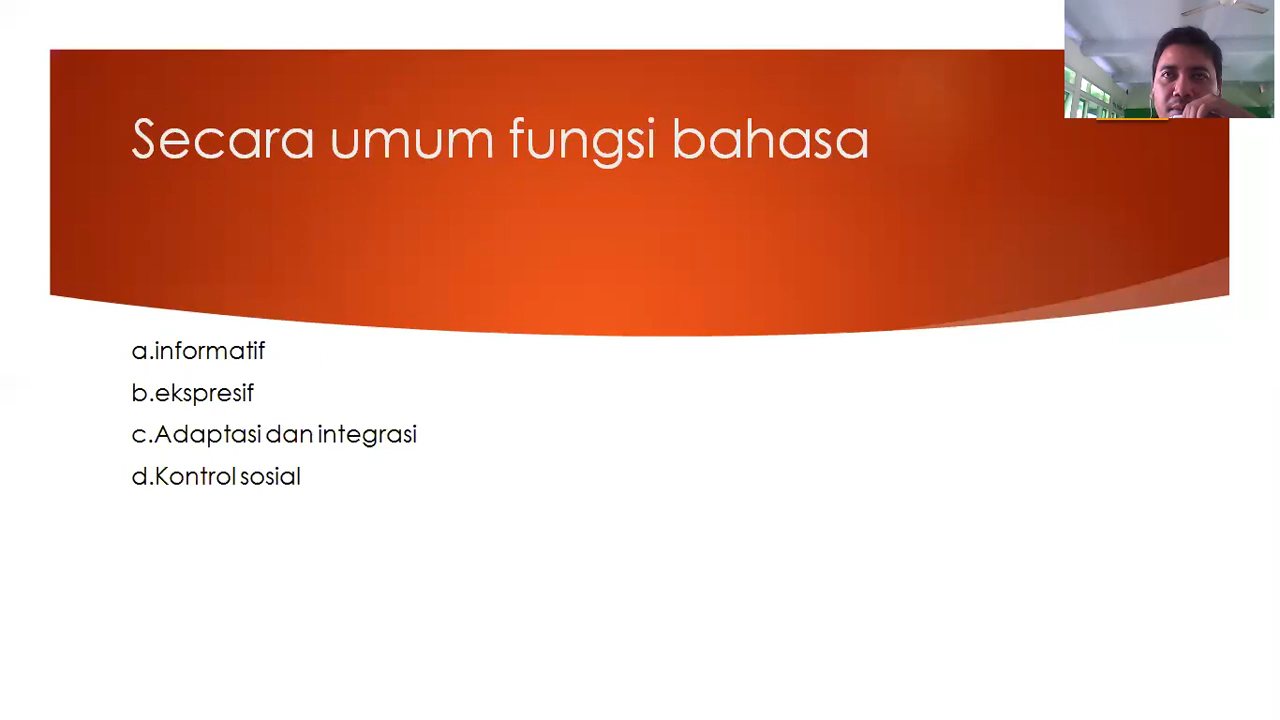 Secara umum fungsi bahasa
a.informatif
b.ekspresif
c.Adaptasi dan integrasi
d.Kontrol sosial